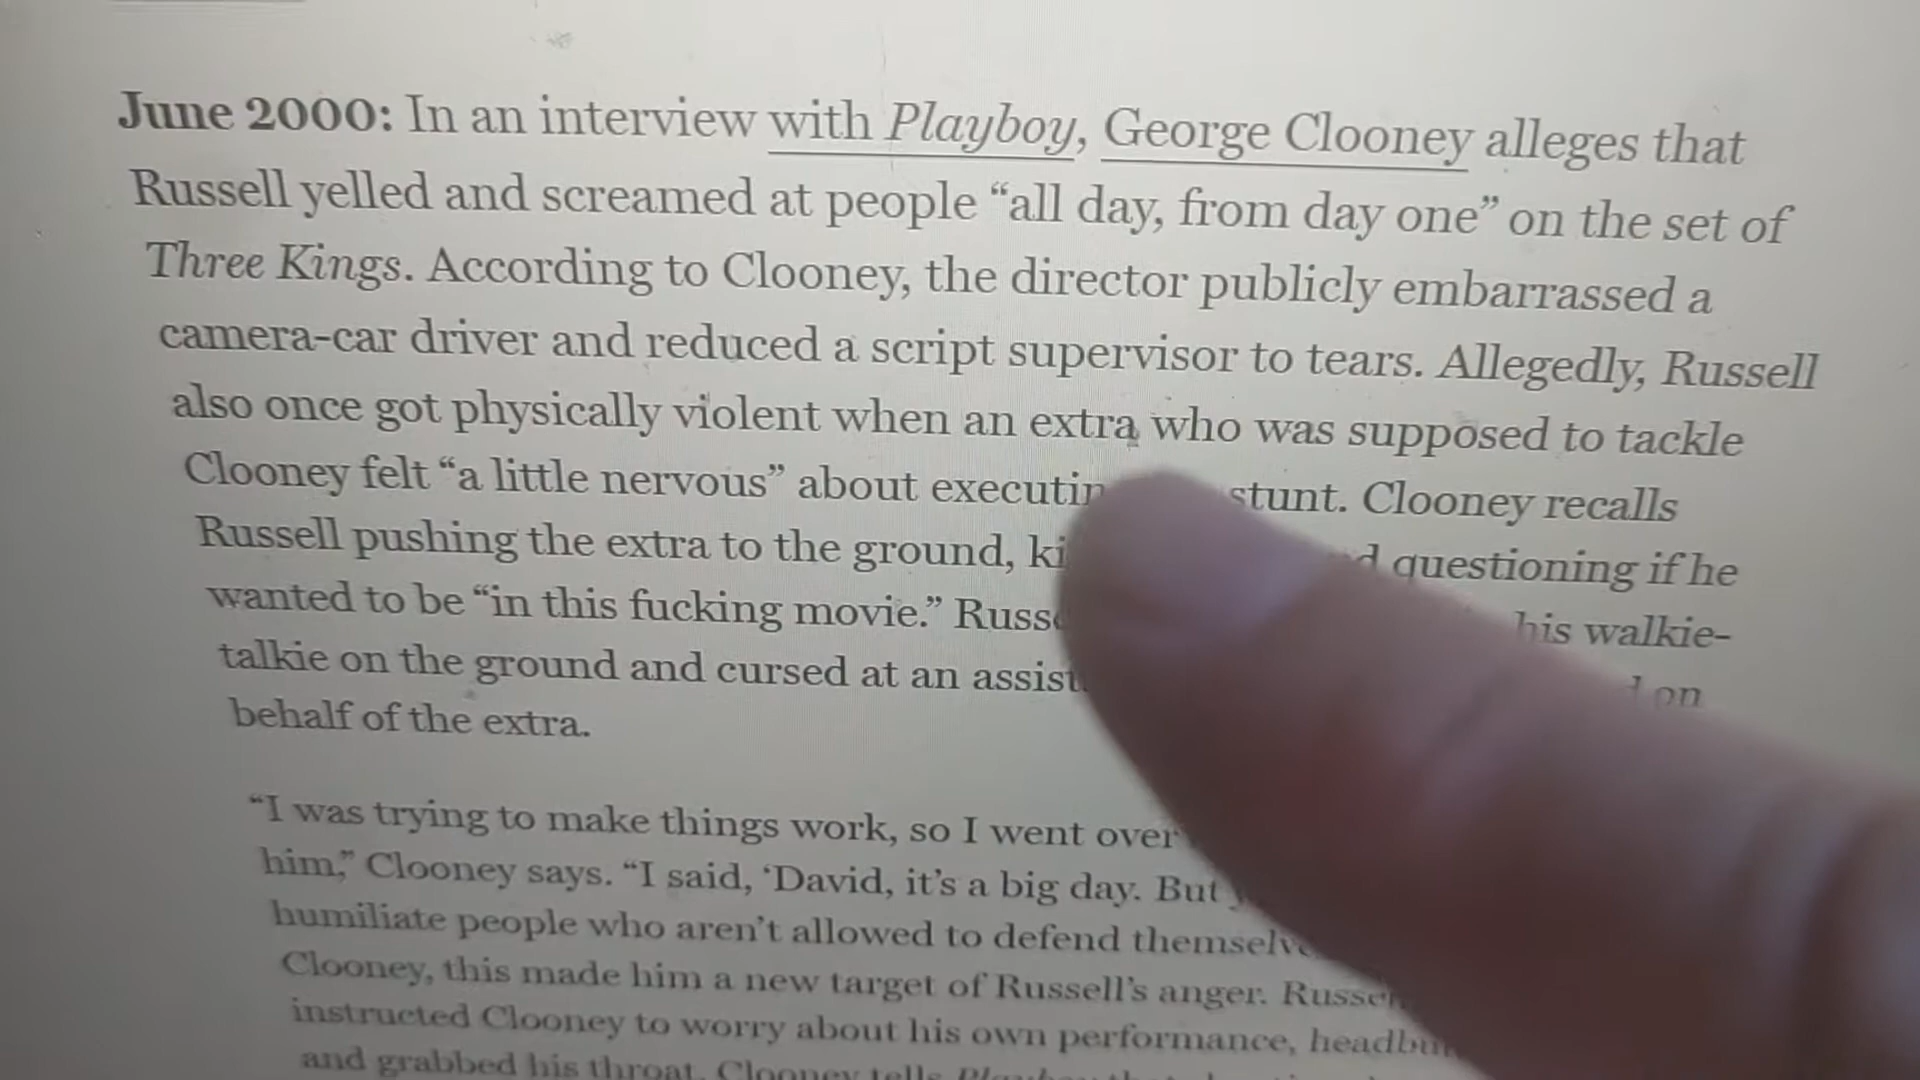 June 2000: In an interview with Playboy, George Clooney alleges that
Russell yelled and screamed at people “all day, from day one” on the set of
Three Kings. According to Clooney, the director publicly embarrassed a
camera-car driver and reduced a script supervisor to tears. Allegedly, Russell
also once got physically violent when an extra who was supposed to tackle
Clooney felt “a little nervous” about stunt. Clooney recalls
Russell pushing the extra to the ground, questioning if he
wanted to be “in this fucking movie.” his walkie-
talkie on the ground and cursed at an on
behalf of the extra.
“I was trying to make things work, so I went over
him,” Clooney says. “I said, ‘David, it’s a big day. But
humiliate people who aren’t allowed to defend
Clooney, this made him a new target of Russell’s anger.
instructed Clooney to worry about his own performance,
and grabbed his throat. Clooney tells Playboy that